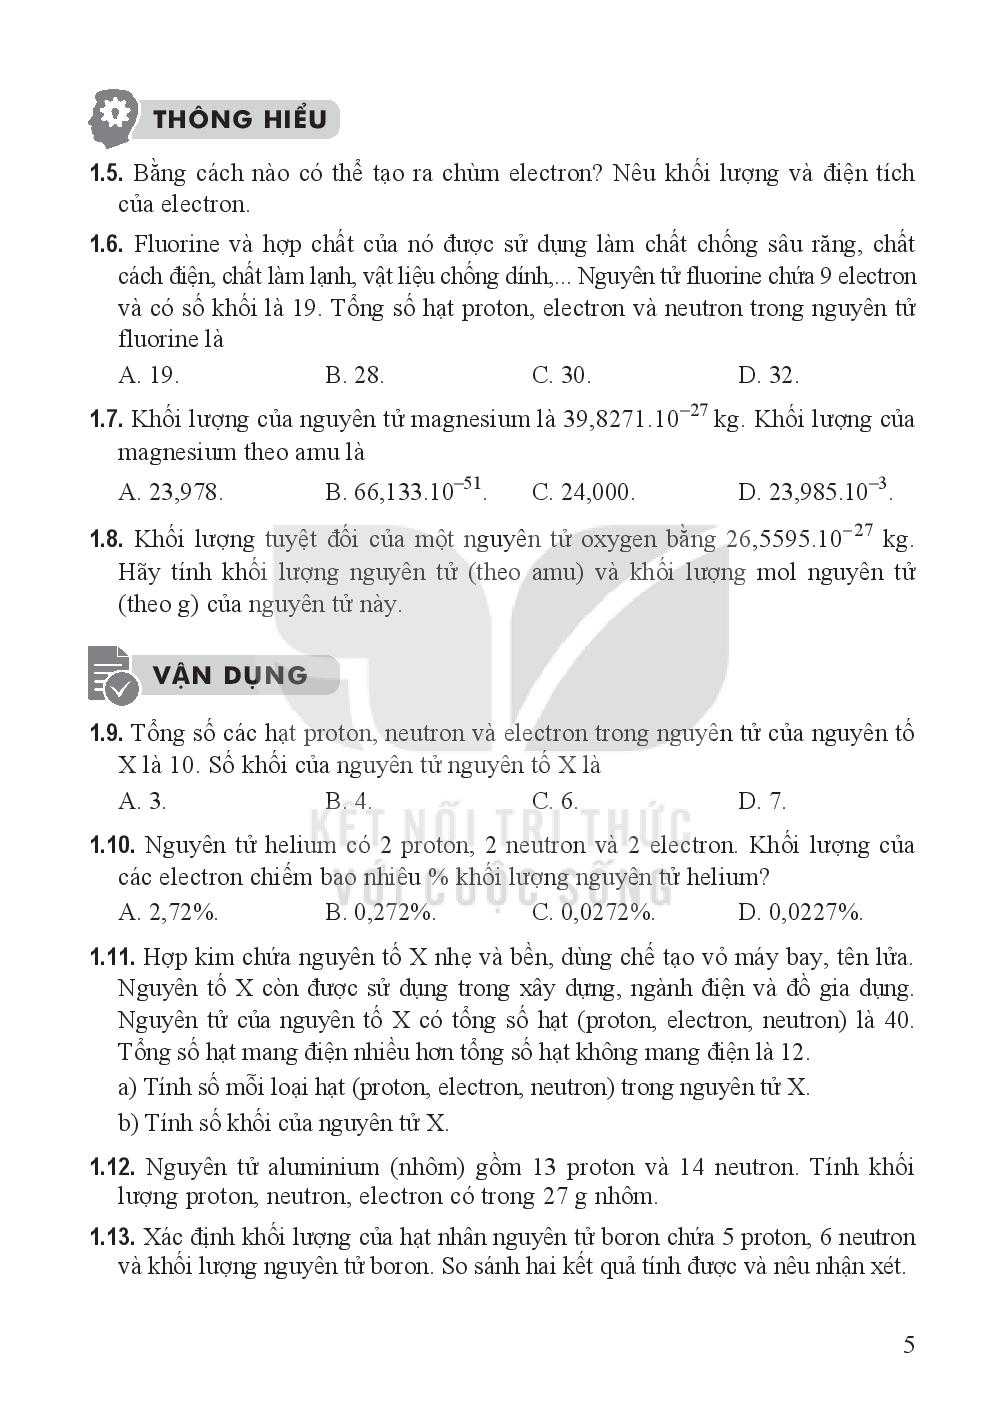 THÔNG HIỂU
1.5. Bằng cách nào có thể tạo ra chùm electron? Nêu khối lượng và điện tích
của electron.
1.6. Fluorine và hợp chất của nó được sử dụng làm chất chống sâu răng, chất
cách điện, chất làm lạnh, vật liệu chống dính,... Nguyên tử fluorine chứa 9 electron
và có số khối là 19. Tổng số hạt proton, electron và neutron trong nguyên tử
fluorine là
A. 19. B. 28. C. 30. D. 32.
1.7. Khối lượng của nguyên tử magnesium là 39,8271.10⁻²⁷ kg. Khối lượng của
magnesium theo amu là
A. 23,978. B. 66,133.10⁻⁵¹. C. 24,000. D. 23,985.10⁻³.
1.8. Khối lượng tuyệt đối của một nguyên tử oxygen bằng 26,5595.10⁻²⁷ kg.
Hãy tính khối lượng nguyên tử (theo amu) và khối lượng mol nguyên tử
(theo g) của nguyên tử này.
VẬN DỤNG
1.9. Tổng số các hạt proton, neutron và electron trong nguyên tử của nguyên tố
X là 10. Số khối của nguyên tử nguyên tố X là
A. 3. B. 4. C. 6. D. 7.
KẾT NỐI TRI THỨC
1.10. Nguyên tử helium có 2 proton, 2 neutron và 2 electron. Khối lượng của
các electron chiếm bao nhiêu % khối lượng nguyên tử helium?
VỚI CUỘC SỐNG
A. 2,72%. B. 0,272%. C. 0,0272%. D. 0,0227%.
1.11. Hợp kim chứa nguyên tố X nhẹ và bền, dùng chế tạo vỏ máy bay, tên lửa.
Nguyên tố X còn được sử dụng trong xây dựng, ngành điện và đồ gia dụng.
Nguyên tử của nguyên tố X có tổng số hạt (proton, electron, neutron) là 40.
Tổng số hạt mang điện nhiều hơn tổng số hạt không mang điện là 12.
a) Tính số mỗi loại hạt (proton, electron, neutron) trong nguyên tử X.
b) Tính số khối của nguyên tử X.
1.12. Nguyên tử aluminium (nhôm) gồm 13 proton và 14 neutron. Tính khối
lượng proton, neutron, electron có trong 27 g nhôm.
1.13. Xác định khối lượng của hạt nhân nguyên tử boron chứa 5 proton, 6 neutron
và khối lượng nguyên tử boron. So sánh hai kết quả tính được và nêu nhận xét.
5